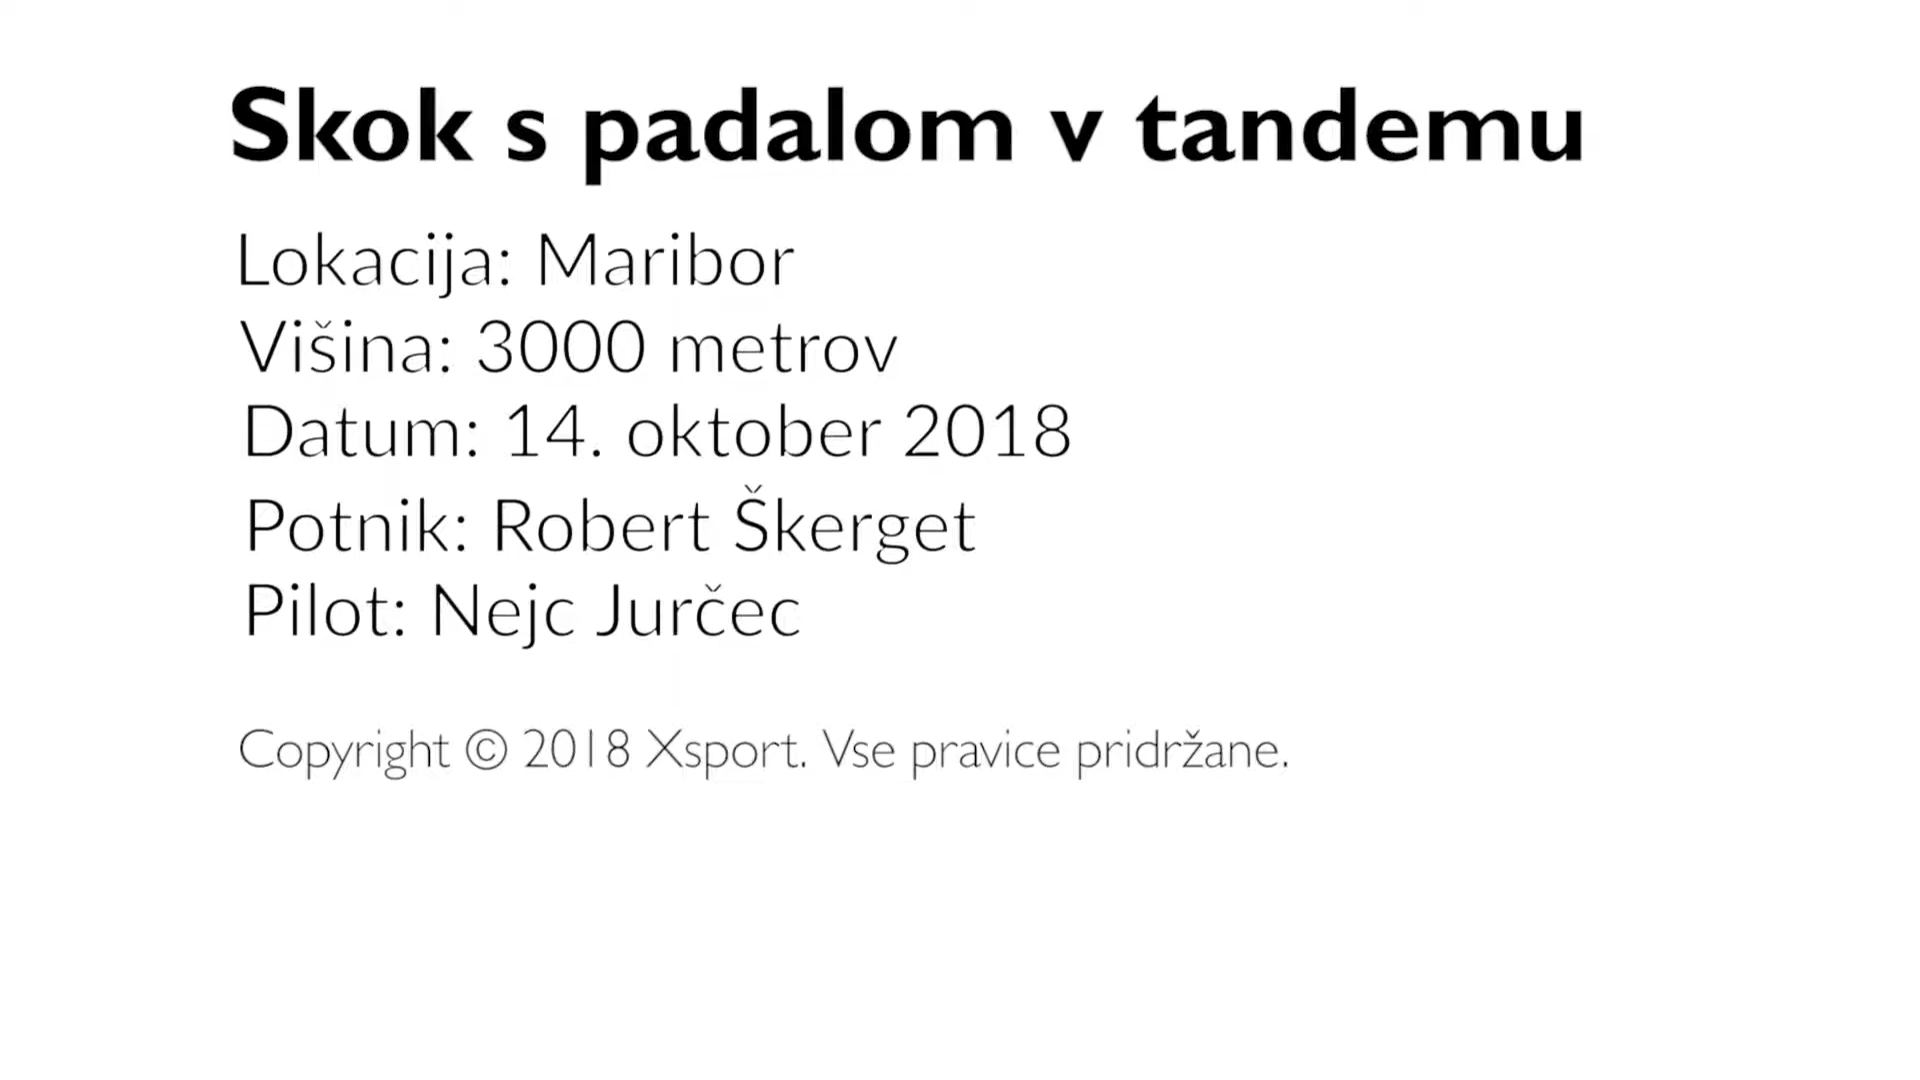 Skok s padalom v tandemu
Lokacija: Maribor
Višina: 3000 metrov
Datum: 14. oktober 2018
Potnik: Robert Škerget
Pilot: Nejc Jurčec
Copyright © 2018 Xsport. Vse pravice pridržane.